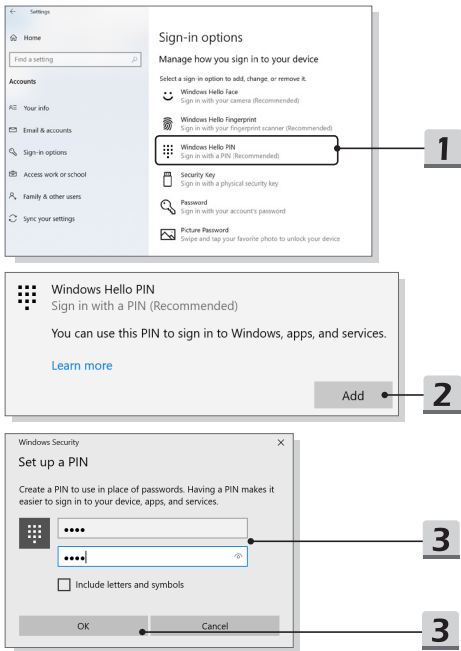 Settings
Home
Find a setting
Accounts
Your info
Email & accounts
Sign-in options
Access work or school
Family & other users
Sync your settings
Sign-in options
Manage how you sign in to your device
Select a sign-in option to add, change, or remove it.
Windows Hello Face
Sign in with your camera (Recommended)
Windows Hello Fingerprint
Sign in with your fingerprint scanner (Recommended)
Windows Hello PIN
Sign in with a PIN (Recommended)
Security Key
Sign in with a physical security key
Password
Sign in with your account's password
Picture Password
Swipe and tap your favorite photo to unlock your device
1
Windows Hello PIN
Sign in with a PIN (Recommended)
You can use this PIN to sign in to Windows, apps, and services.
Learn more
Add
2
Windows Security
Set up a PIN
Create a PIN to use in place of passwords. Having a PIN makes it
easier to sign in to your device, apps, and services.
3
Include letters and symbols
OK Cancel
3